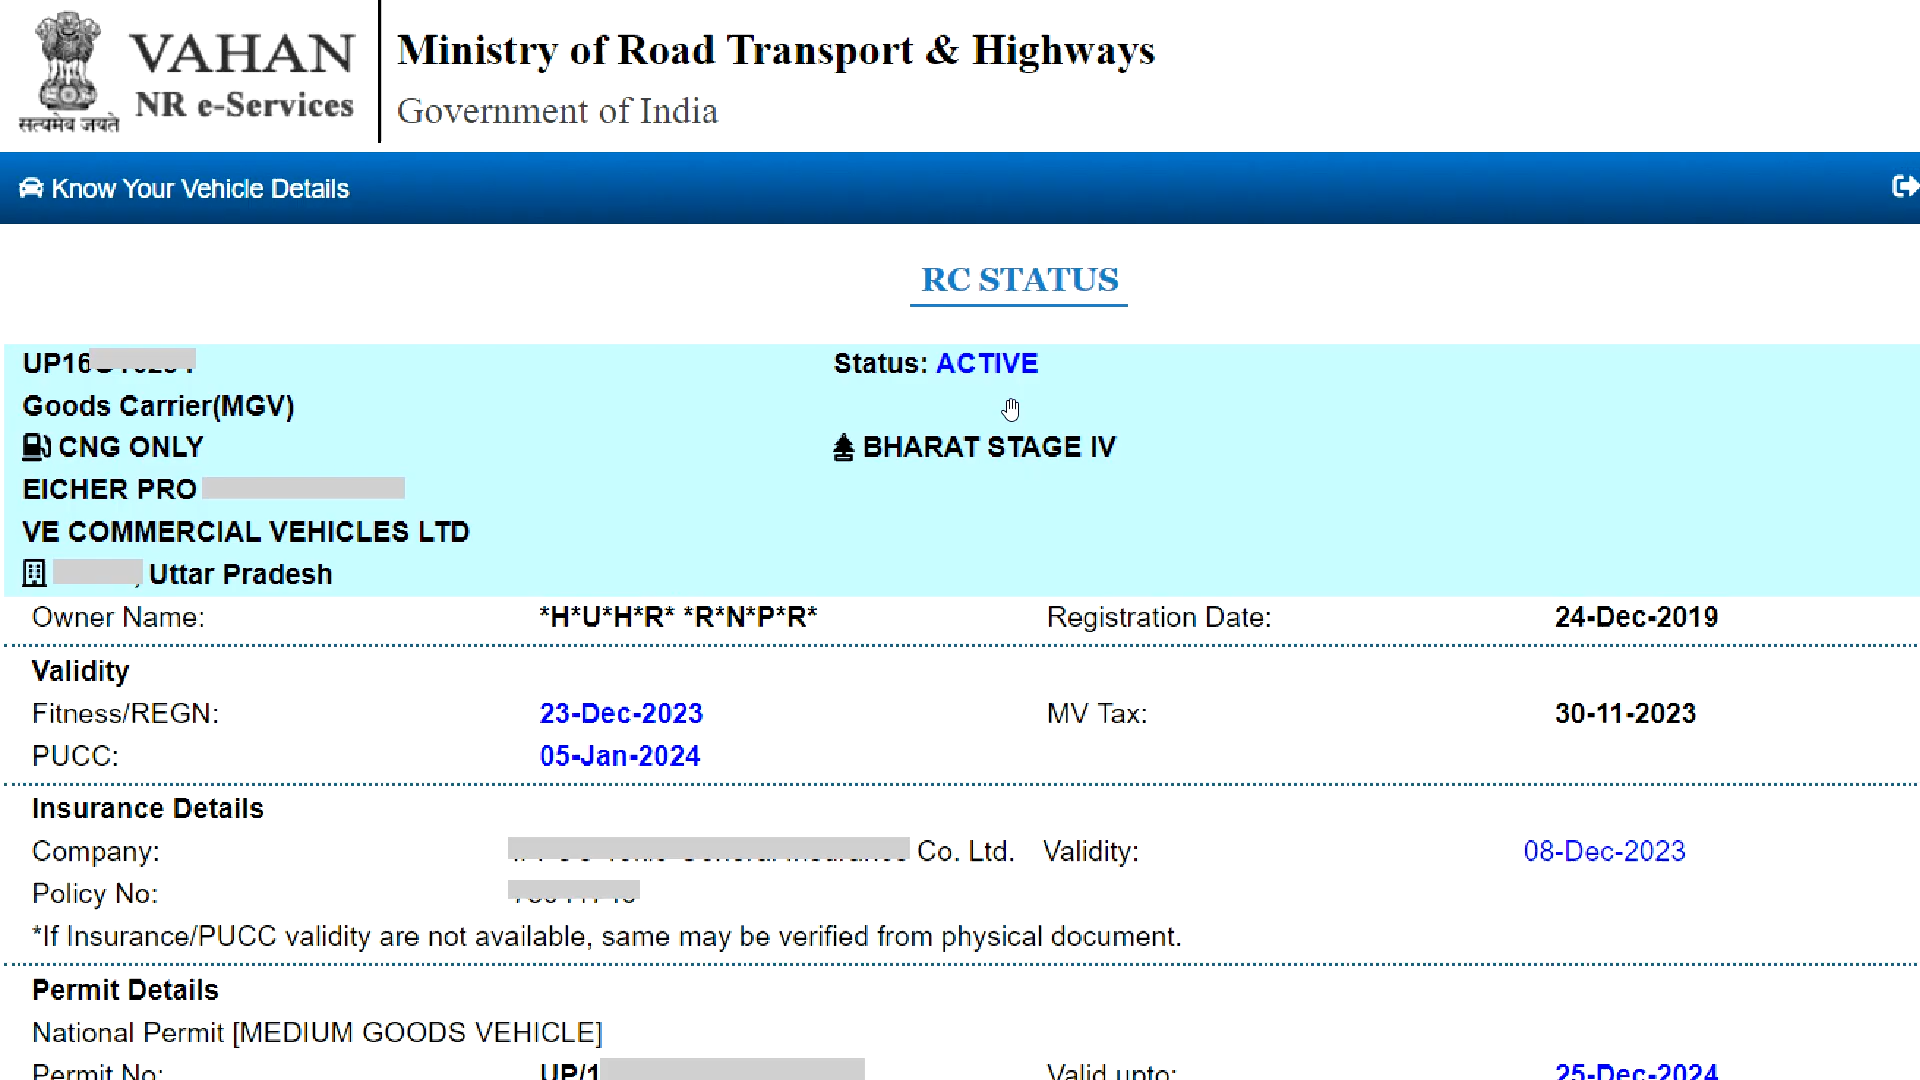 VAHAN
NR e-Services
सत्यमेव जयते
Ministry of Road Transport & Highways
Government of India
Know Your Vehicle Details
RC STATUS
UP16
Status: ACTIVE
Goods Carrier(MGV)
CNG ONLY
BHARAT STAGE IV
EICHER PRO
VE COMMERCIAL VEHICLES LTD
, Uttar Pradesh
Owner Name: *H*U*H*R* *R*N*P*R* Registration Date: 24-Dec-2019
Validity
Fitness/REGN: 23-Dec-2023 MV Tax: 30-11-2023
PUCC: 05-Jan-2024
Insurance Details
Company: Co. Ltd. Validity: 08-Dec-2023
Policy No:
*If Insurance/PUCC validity are not available, same may be verified from physical document.
Permit Details
National Permit [MEDIUM GOODS VEHICLE]
Permit No: UP/1 Valid upto: 25-Dec-2024